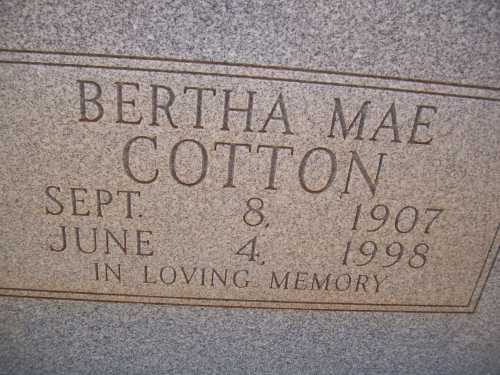 BERTHA MAE
COTTON
SEPT. 8, 1907
JUNE 4, 1998
IN LOVING MEMORY